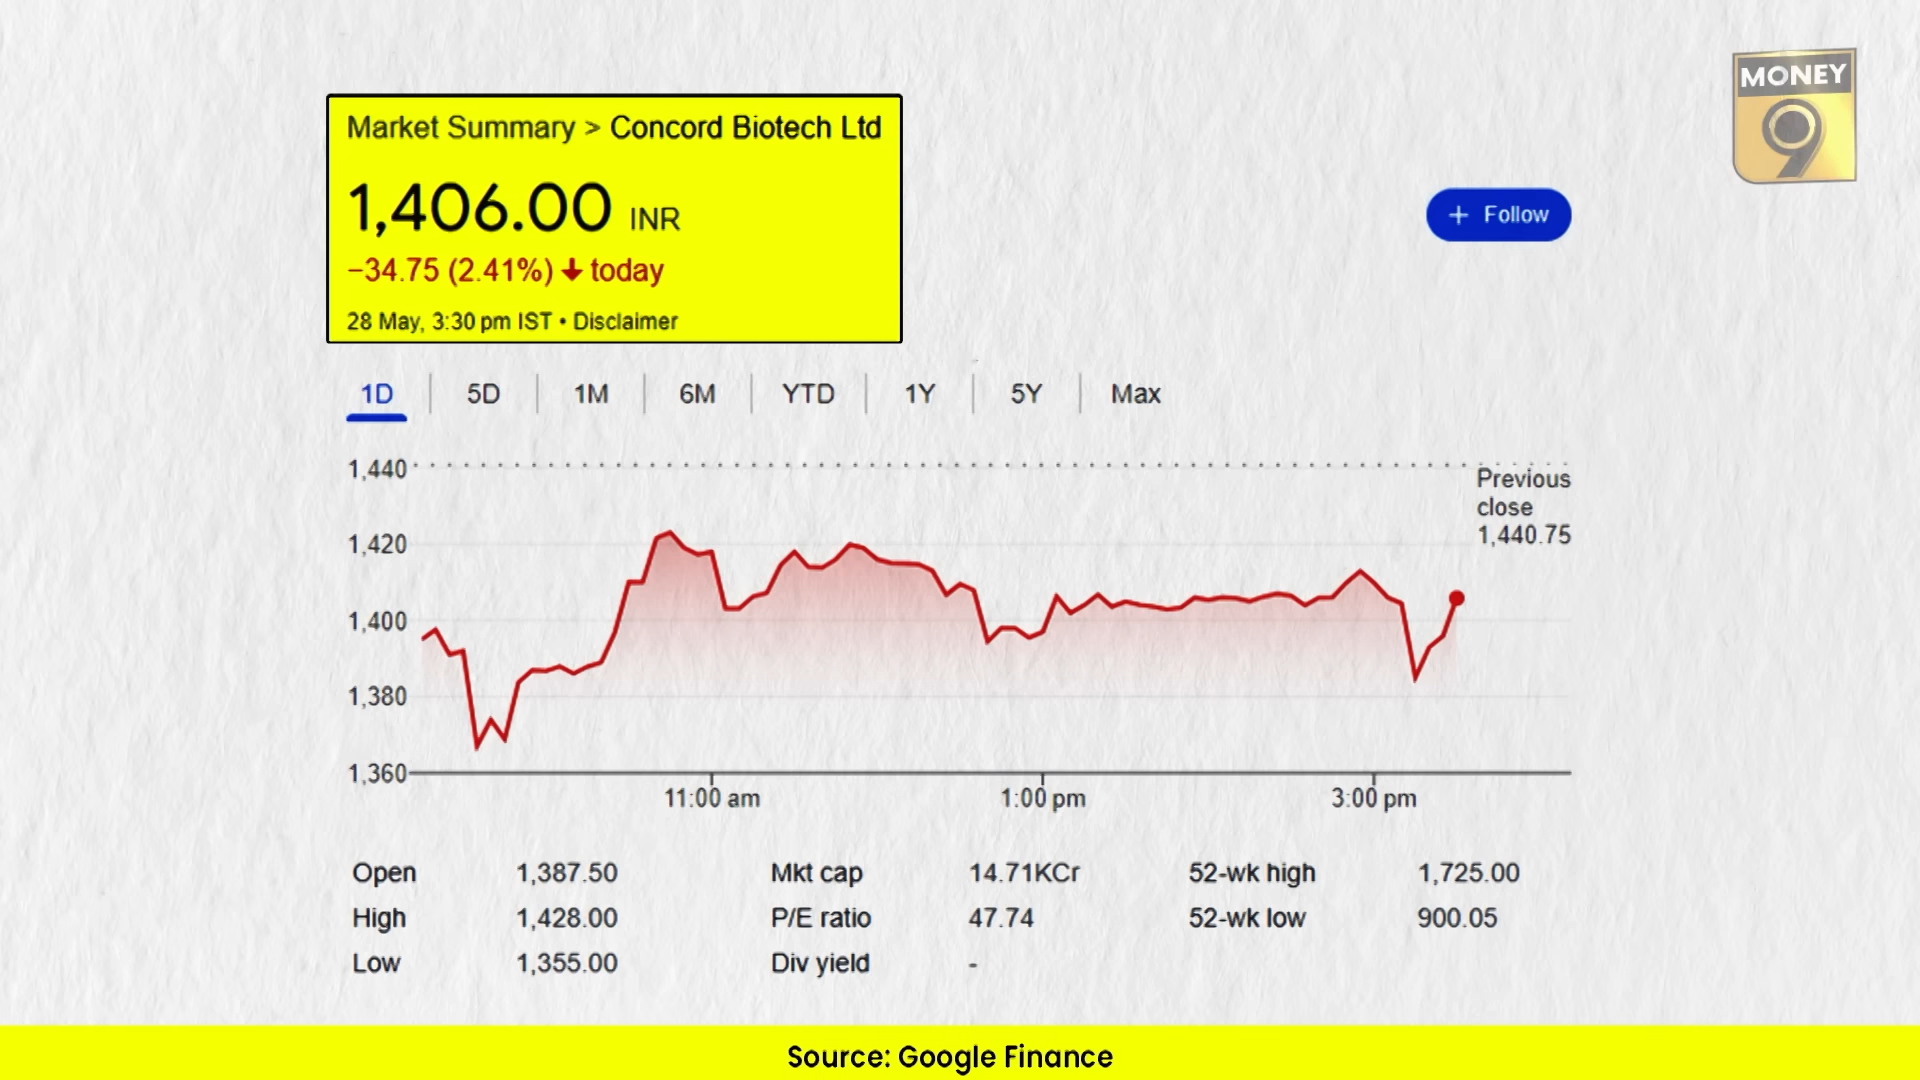 MONEY
9
Market Summary > Concord Biotech Ltd
1,406.00 INR
−34.75 (2.41%) ↓ today
28 May, 3:30 pm IST • Disclaimer
+ Follow
1D 5D 1M 6M YTD 1Y 5Y Max
1,440
1,420
1,400
1,380
1,360
Previous
close
1,440.75
11:00 am 1:00 pm 3:00 pm
Open 1,387.50 Mkt cap 14.71KCr 52-wk high 1,725.00
High 1,428.00 P/E ratio 47.74 52-wk low 900.05
Low 1,355.00 Div yield -
Source: Google Finance